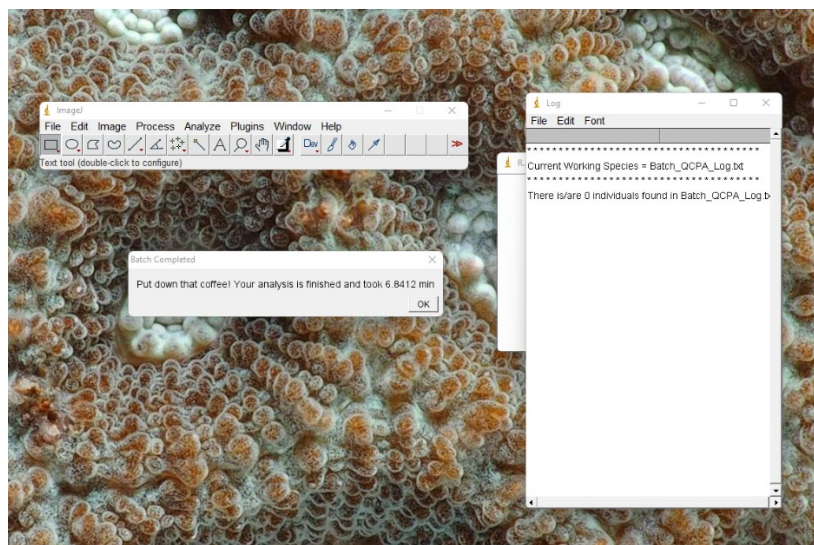 ImageJ
File Edit Image Process Analyze Plugins Window Help
Dev
Text tool (double-click to configure)
Batch Completed
Put down that coffee! Your analysis is finished and took 6.8412 min
OK
R
Log
File Edit Font
***************************************
Current Working Species = Batch_QCPA_Log.txt
***************************************
There is/are 0 individuals found in Batch_QCPA_Log.t